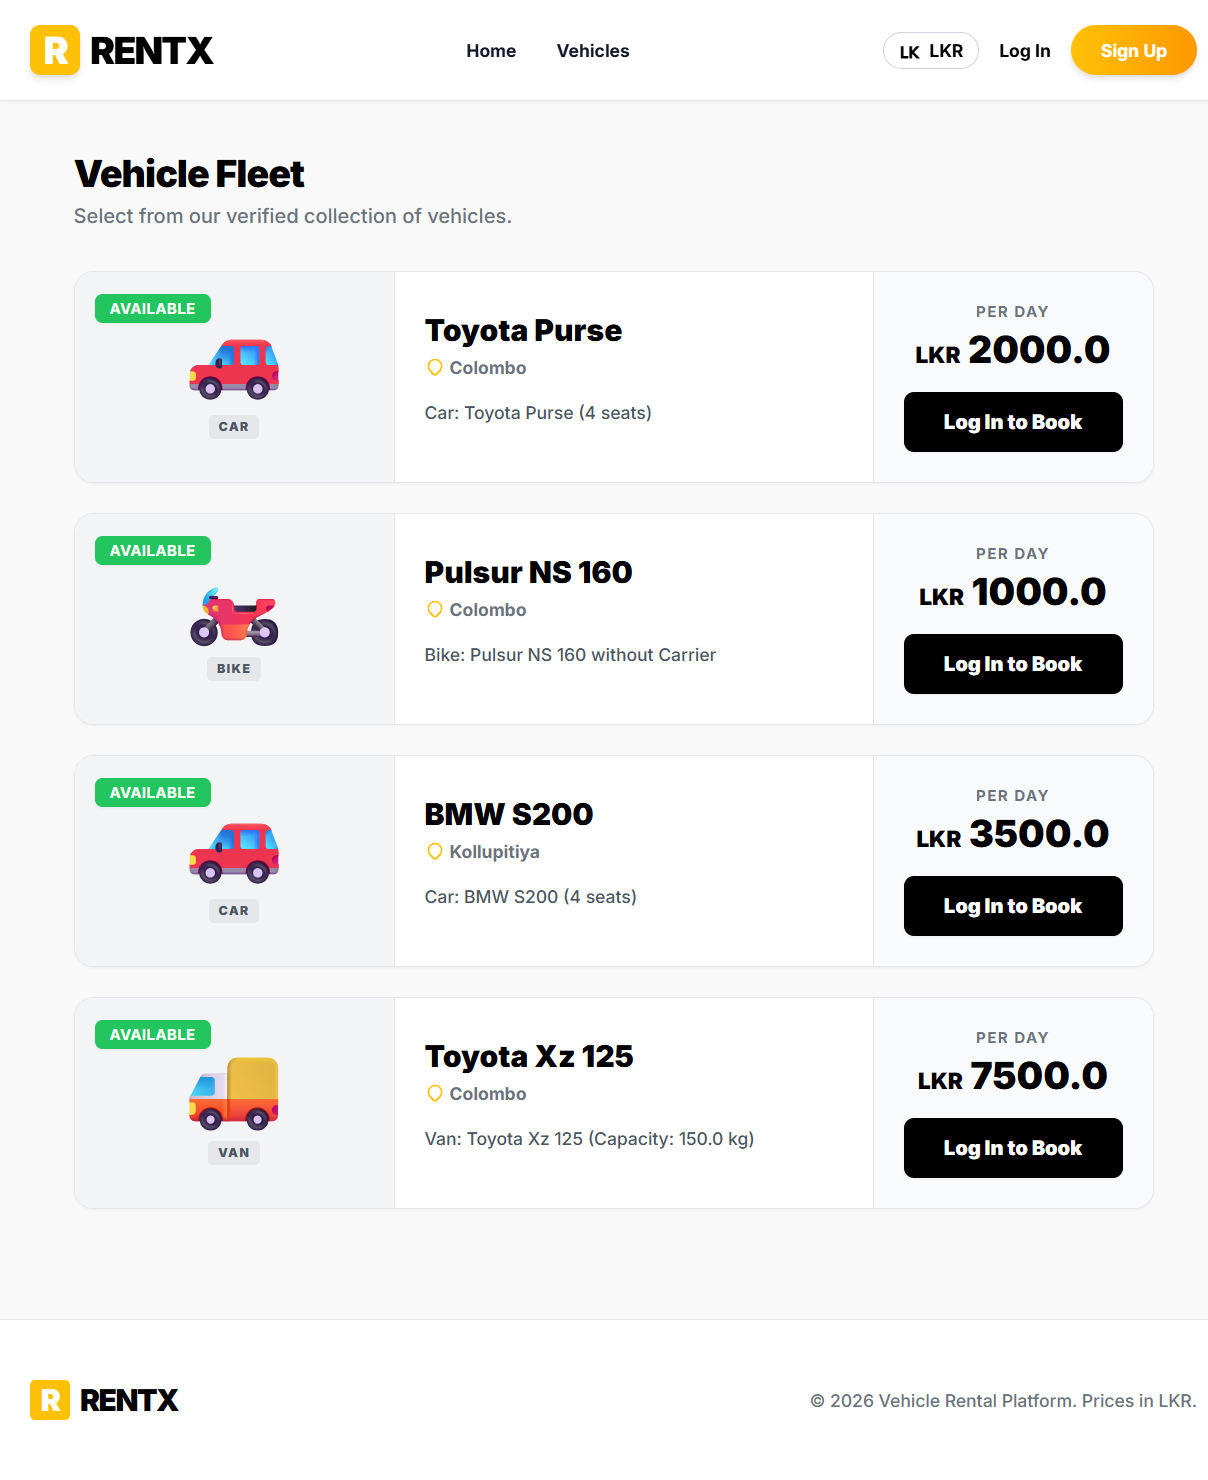 R RENTX
Home Vehicles
LK LKR Log In Sign Up
Vehicle Fleet
Select from our verified collection of vehicles.
AVAILABLE
CAR
Toyota Purse
Colombo
Car: Toyota Purse (4 seats)
PER DAY
LKR 2000.0
Log In to Book
AVAILABLE
BIKE
Pulsur NS 160
Colombo
Bike: Pulsur NS 160 without Carrier
PER DAY
LKR 1000.0
Log In to Book
AVAILABLE
CAR
BMW S200
Kollupitiya
Car: BMW S200 (4 seats)
PER DAY
LKR 3500.0
Log In to Book
AVAILABLE
VAN
Toyota Xz 125
Colombo
Van: Toyota Xz 125 (Capacity: 150.0 kg)
PER DAY
LKR 7500.0
Log In to Book
R RENTX
© 2026 Vehicle Rental Platform. Prices in LKR.